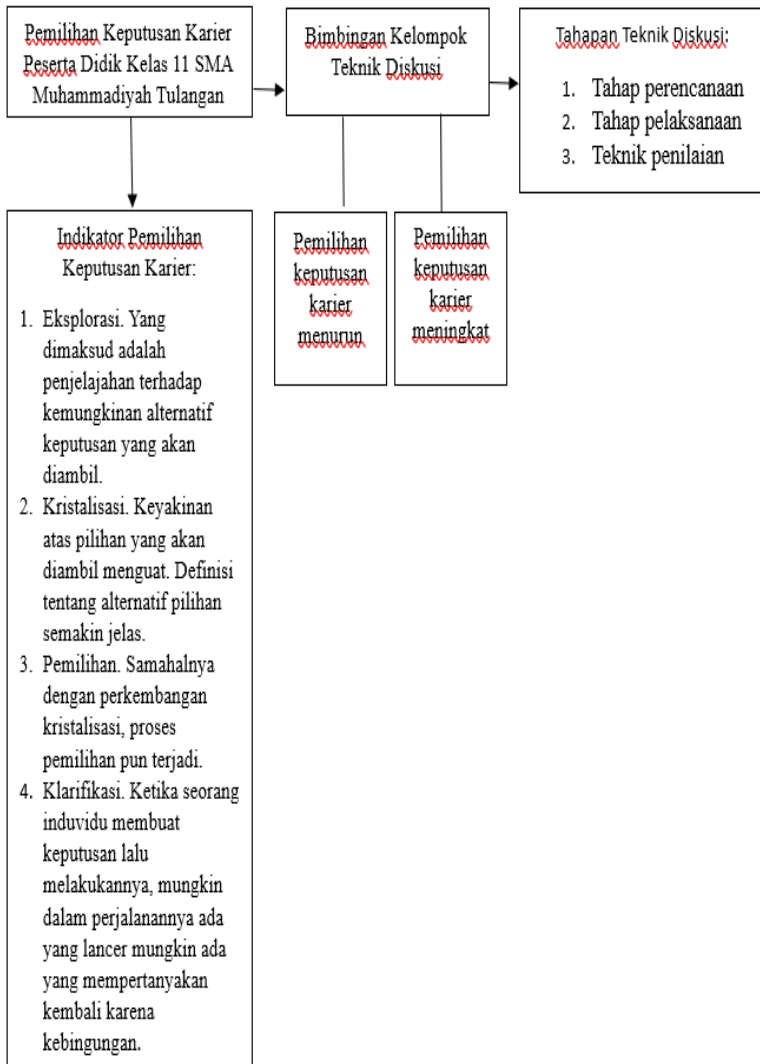 Pemilihan Keputusan Karier
Peserta Didik Kelas 11 SMA
Muhammadiyah Tulangan
Bimbingan Kelompok
Teknik Diskusi
Tahapan Teknik Diskusi:
1. Tahap perencanaan
2. Tahap pelaksanaan
3. Teknik penilaian
Indikator Pemilihan
Keputusan Karier:
1. Eksplorasi. Yang
dimaksud adalah
penjelajahan terhadap
kemungkinan alternatif
keputusan yang akan
diambil.
2. Kristalisasi. Keyakinan
atas pilihan yang akan
diambil menguat. Definisi
tentang alternatif pilihan
semakin jelas.
3. Pemilihan. Samahalnya
dengan perkembangan
kristalisasi, proses
pemilihan pun terjadi.
4. Klarifikasi. Ketika seorang
induvidu membuat
keputusan lalu
melakukannya, mungkin
dalam perjalanannya ada
yang lancer mungkin ada
yang mempertanyakan
kembali karena
kebingungan.
Pemilihan
keputusan
karier
menurun
Pemilihan
keputusan
karier
meningkat